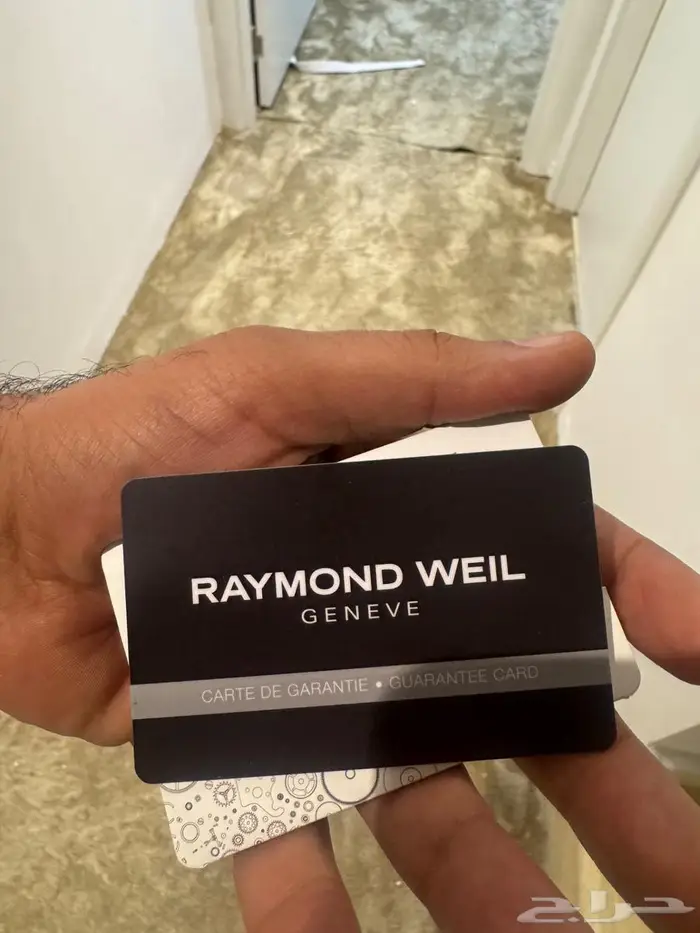 RAYMOND WEIL
GENEVE
CARTE DE GARANTIE • GUARANTEE CARD
حراج